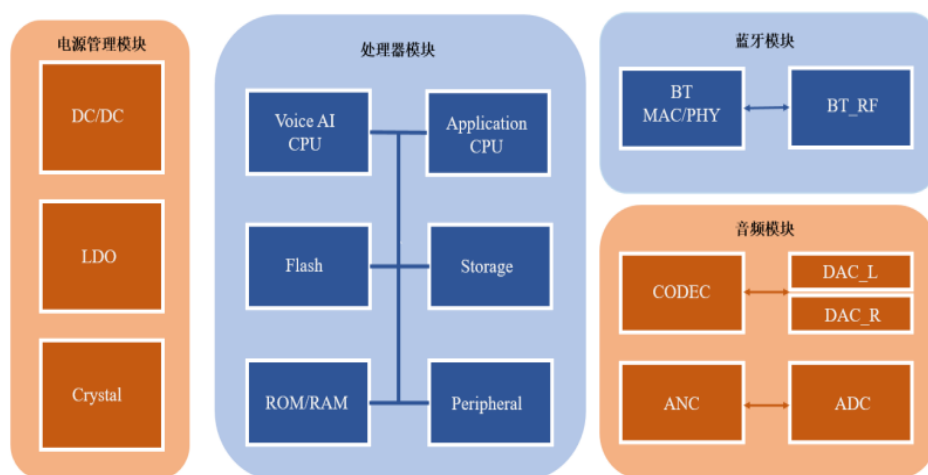 电源管理模块
DC/DC
LDO
Crystal
处理器模块
Voice AI
CPU
Application
CPU
Flash
Storage
ROM/RAM
Peripheral
蓝牙模块
BT
MAC/PHY
BT_RF
音频模块
CODEC
DAC_L
DAC_R
ANC
ADC